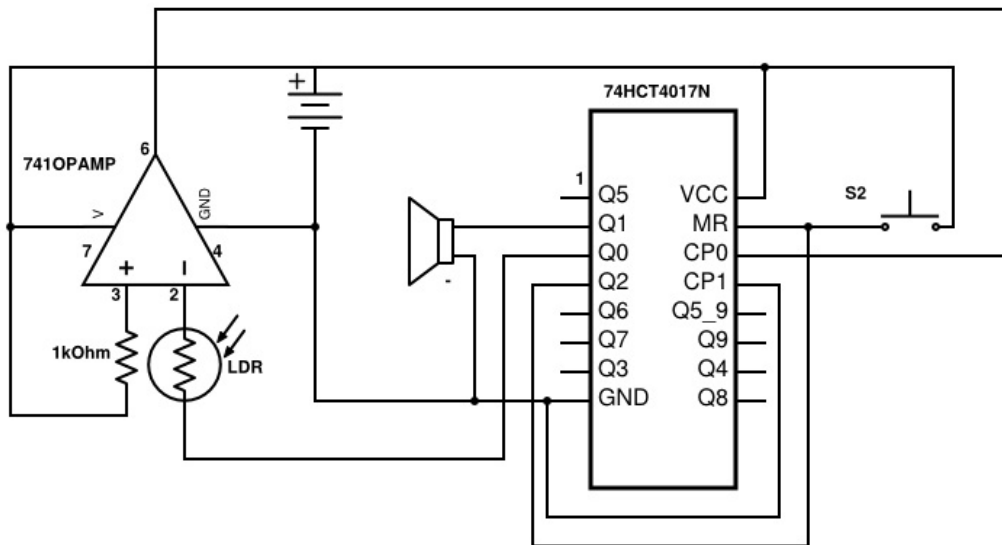 +
74HCT4017N
6
741OPAMP
V
GND
7
4
+
-
3
2
1kOhm
LDR
-
1
Q5
Q1
Q0
Q2
Q6
Q7
Q3
GND
VCC
MR
CP0
CP1
Q5_9
Q9
Q4
Q8
S2